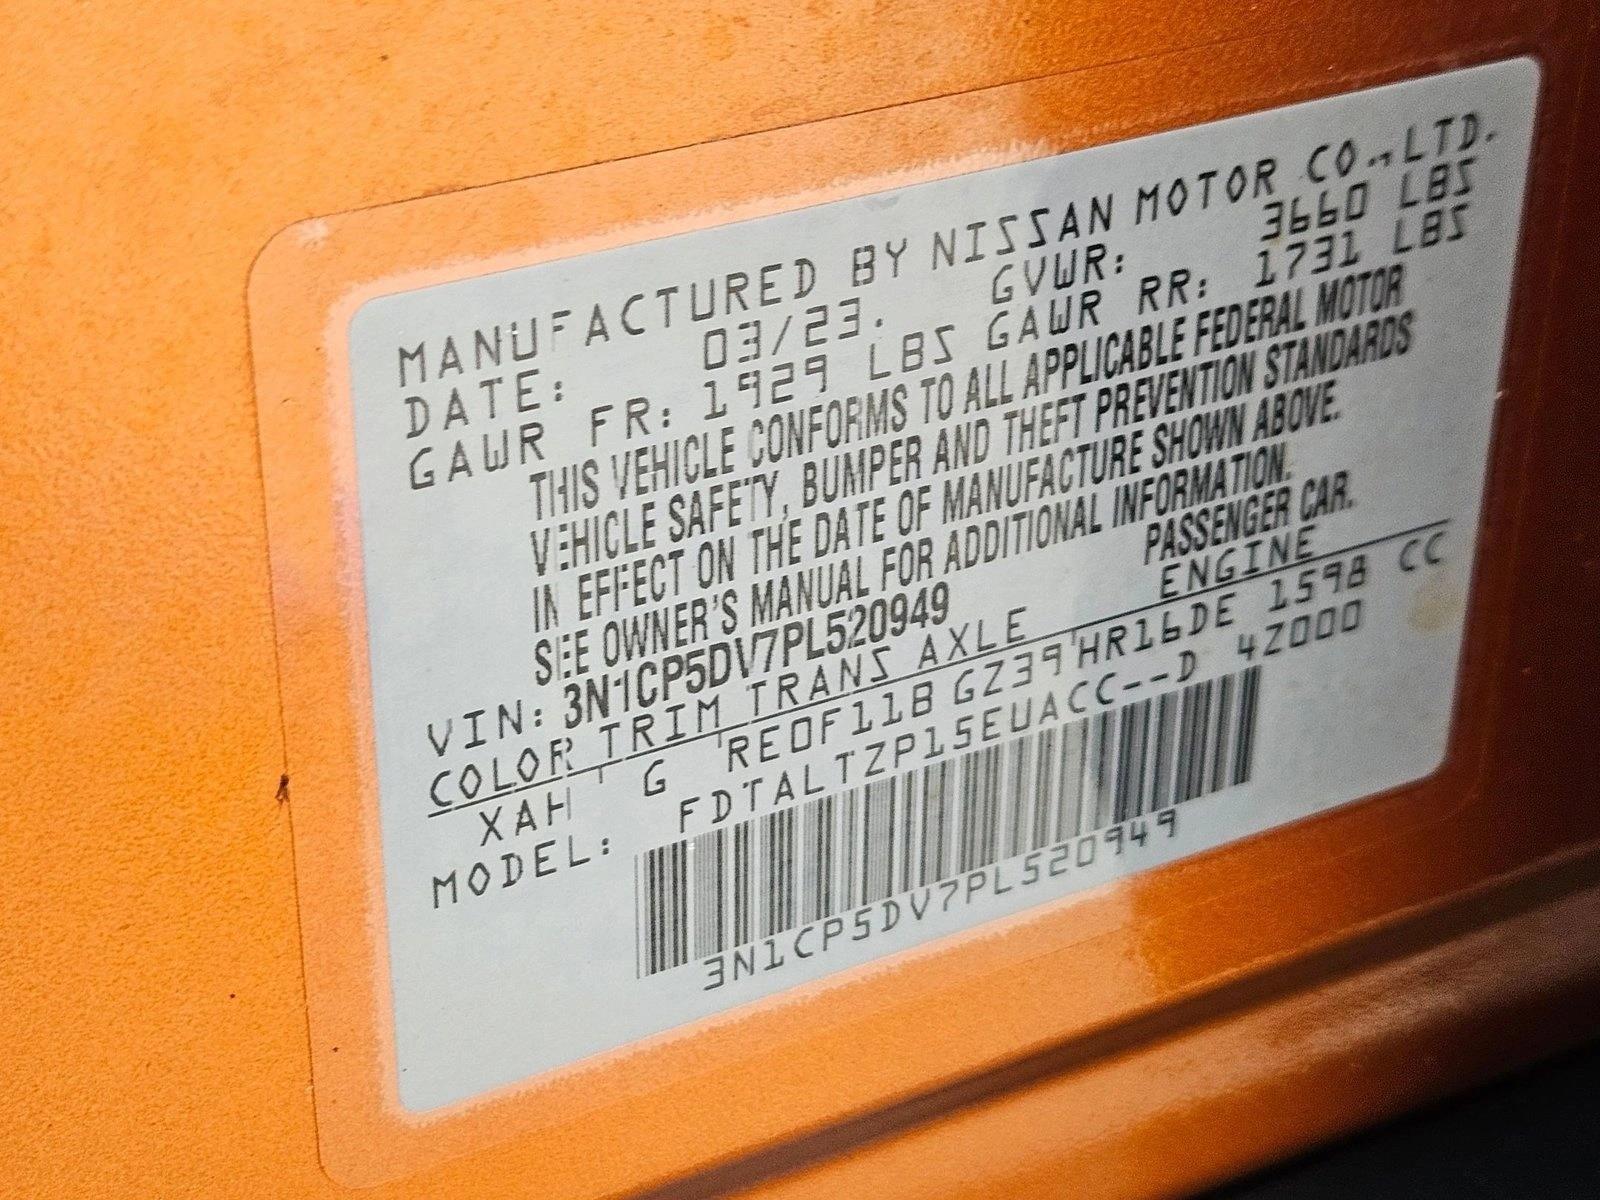 MANUFACTURED BY NISSAN MOTOR CO.,LTD.
DATE: 03/23. GVWR: 3660 LBS
GAWR FR: 1929 LBS GAWR RR: 1731 LBS
THIS VEHICLE CONFORMS TO ALL APPLICABLE FEDERAL MOTOR
VEHICLE SAFETY, BUMPER AND THEFT PREVENTION STANDARDS
IN EFFECT ON THE DATE OF MANUFACTURE SHOWN ABOVE.
SEE OWNER'S MANUAL FOR ADDITIONAL INFORMATION.
VIN: 3N1CP5DV7PL520949 PASSENGER CAR.
COLOR TRIM TRANS AXLE ENGINE
XAH G RE0F11B GZ39 HR16DE 1598 CC
MODEL: FDTALTZP15EUACC--D 4Z000
3N1CP5DV7PL520949